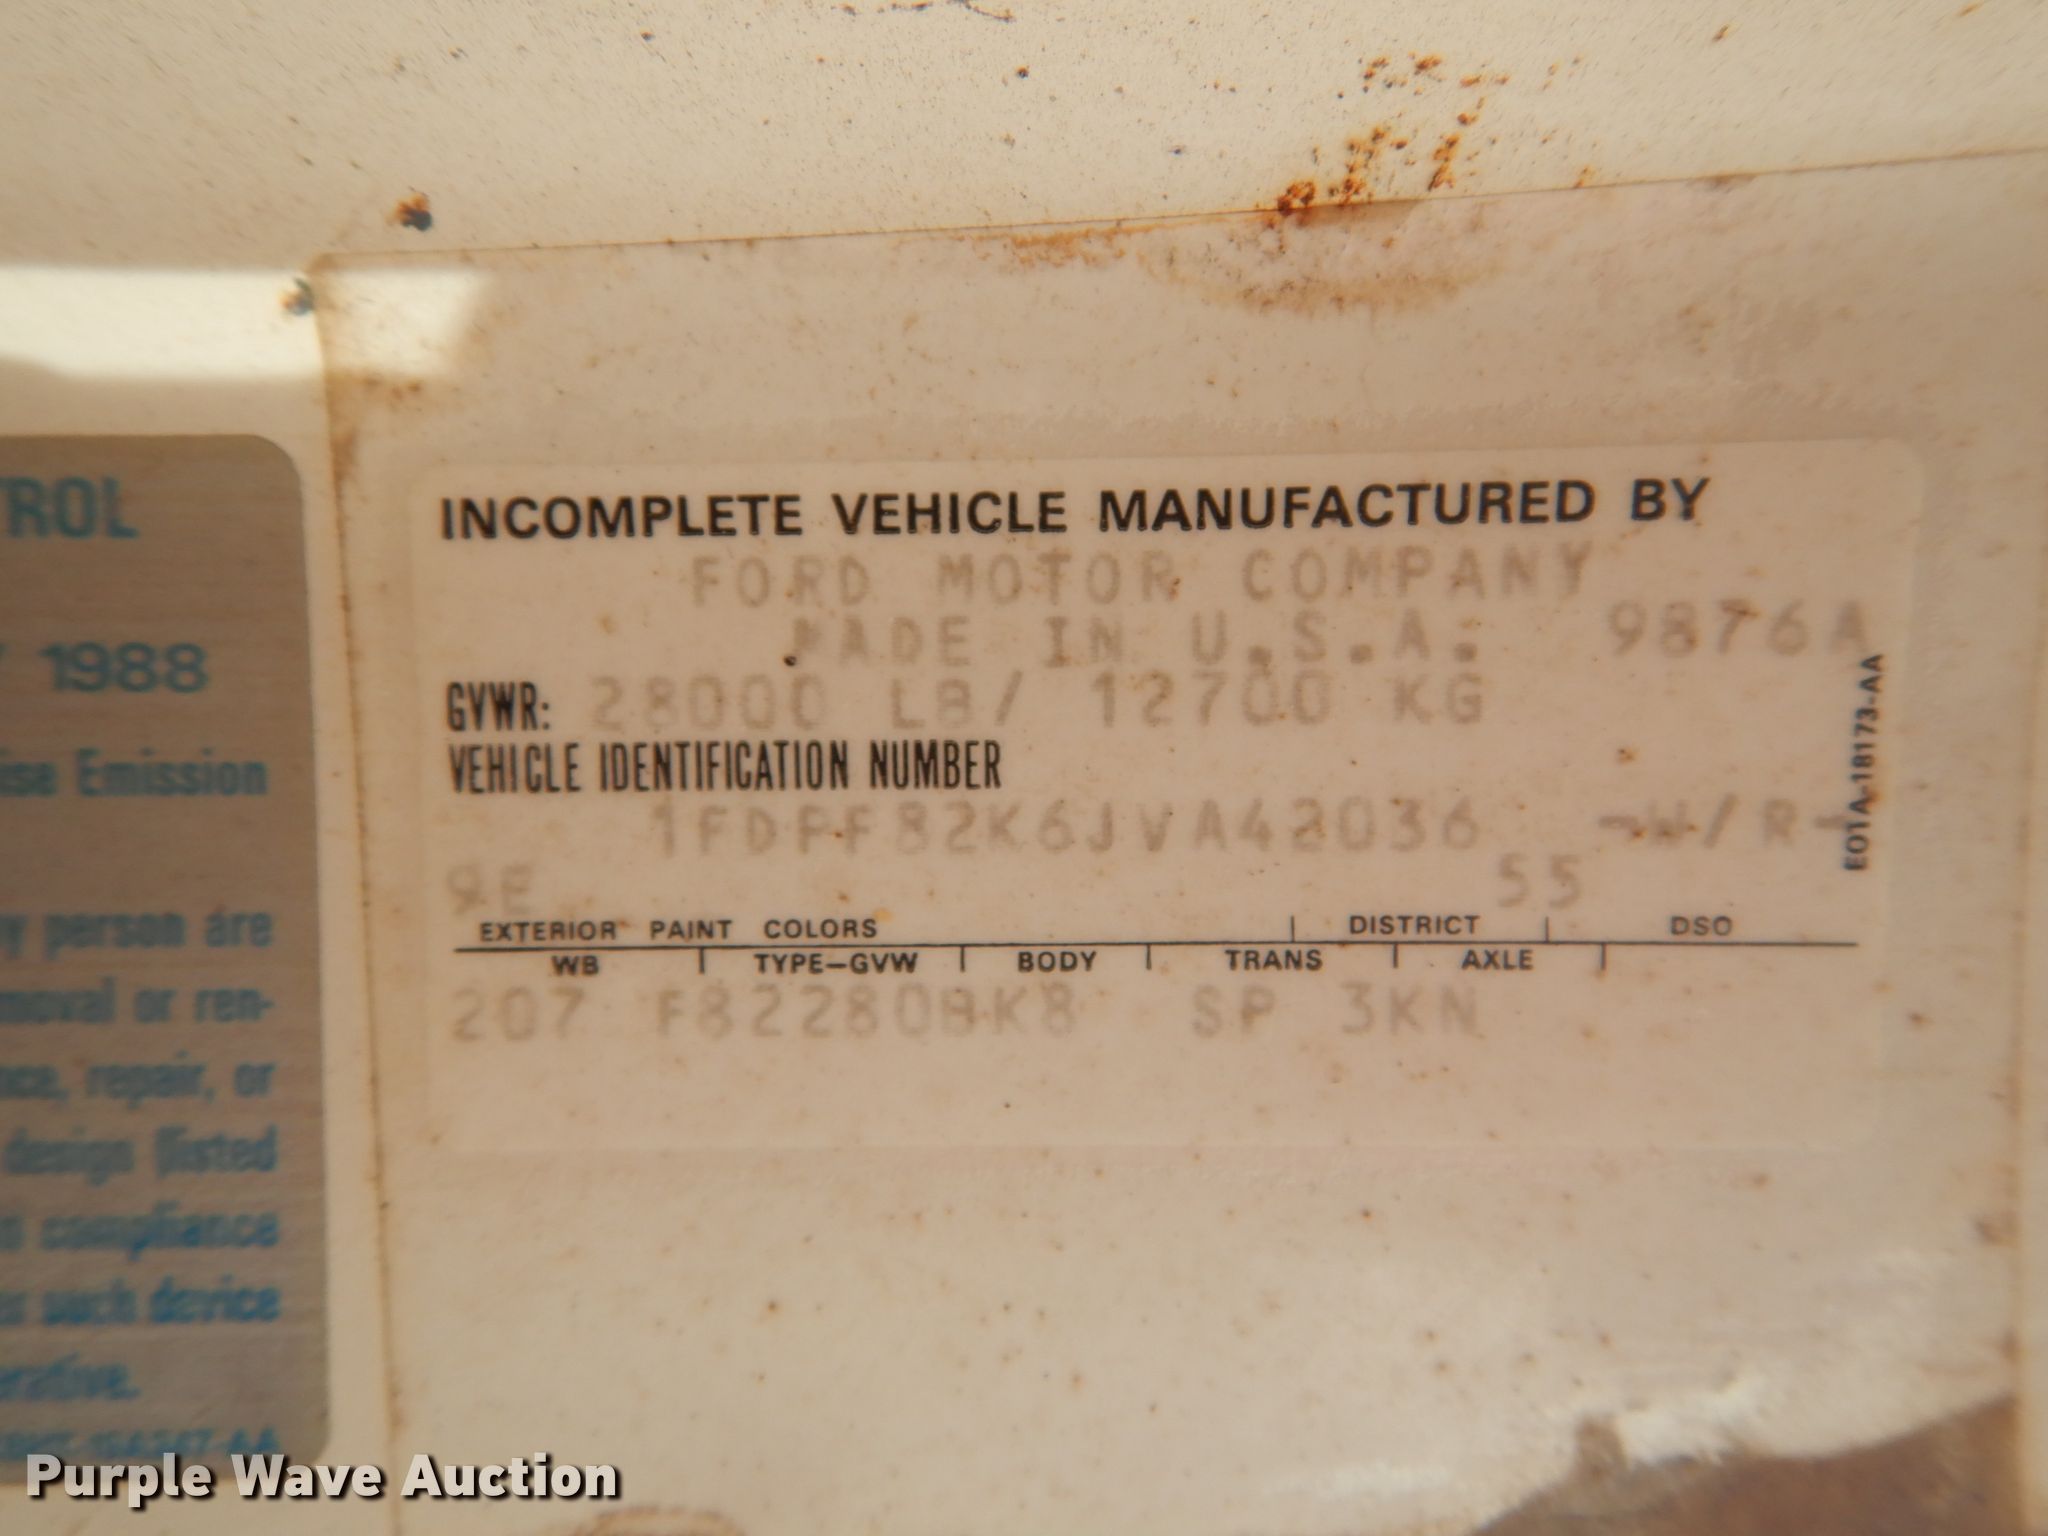 TROL
1988
ise Emission
y person are
moval or ren-
nce, repair, or
design listed
n compliance
such device
erative.
INCOMPLETE VEHICLE MANUFACTURED BY
FORD MOTOR COMPANY
MADE IN U.S.A. 9876A
GVWR: 28000 LB/ 12700 KG
VEHICLE IDENTIFICATION NUMBER
1FDPF82K6JVA42036 -W/R-
E0TA-18173-AA
9E 55
EXTERIOR PAINT COLORS DISTRICT DSO
WB TYPE-GVW BODY TRANS AXLE
207 F82280BK8 SP 3KN
Purple Wave Auction